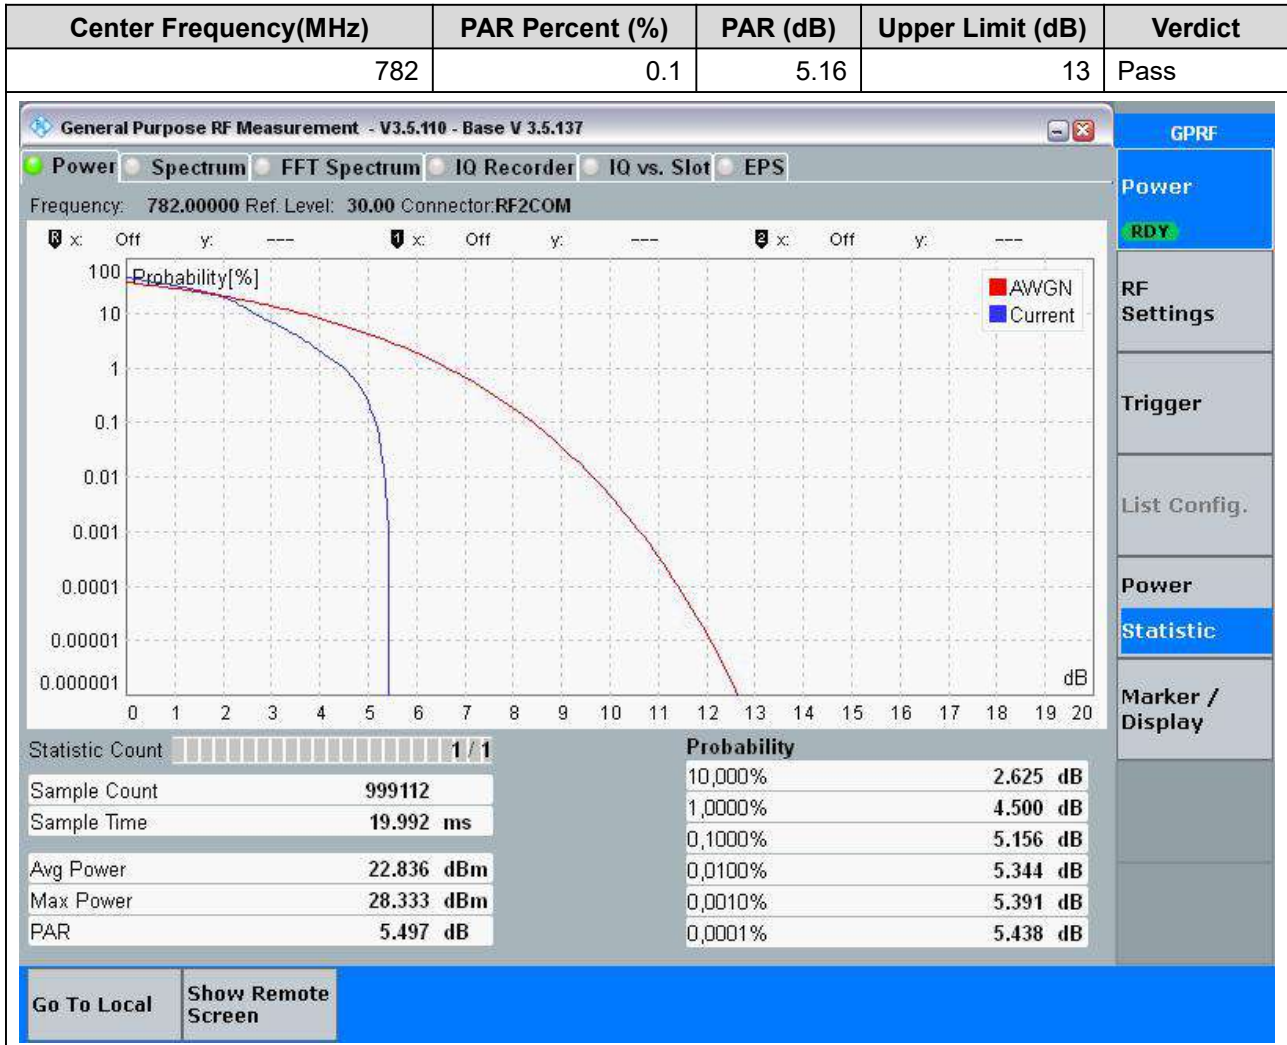 Center Frequency(MHz) PAR Percent (%) PAR (dB) Upper Limit (dB) Verdict
782 0.1 5.16 13 Pass
General Purpose RF Measurement - V3.5.110 - Base V 3.5.137
GPRF
Power Spectrum FFT Spectrum IQ Recorder IQ vs. Slot EPS
Power
RDY
Frequency: 782.00000 Ref. Level: 30.00 Connector:RF2COM
R x: Off y: --- 1 x: Off y: --- 2 x: Off y: ---
Probability[%]
AWGN
Current
100
10
1
0.1
0.01
0.001
0.0001
0.00001
0.000001
dB
0 1 2 3 4 5 6 7 8 9 10 11 12 13 14 15 16 17 18 19 20
RF
Settings
Trigger
List Config.
Power
Statistic
Marker /
Display
Statistic Count 1 / 1
Sample Count 999112
Sample Time 19.992 ms
Avg Power 22.836 dBm
Max Power 28.333 dBm
PAR 5.497 dB
Probability
10,000% 2.625 dB
1,0000% 4.500 dB
0,1000% 5.156 dB
0,0100% 5.344 dB
0,0010% 5.391 dB
0,0001% 5.438 dB
Go To Local
Show Remote
Screen